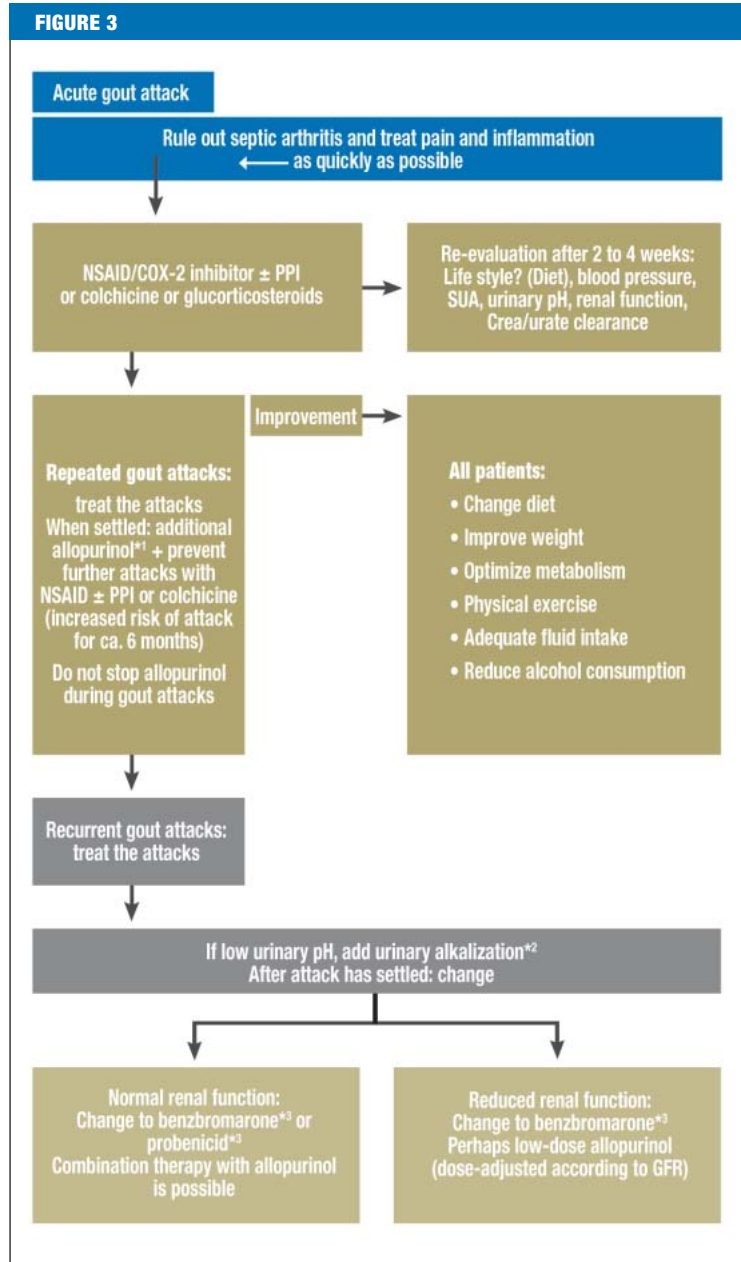 FIGURE 3
Acute gout attack
Rule out septic arthritis and treat pain and inflammation
as quickly as possible
NSAID/COX-2 inhibitor ± PPI
or colchicine or glucorticosteroids
Re-evaluation after 2 to 4 weeks:
Life style? (Diet), blood pressure,
SUA, urinary pH, renal function,
Crea/urate clearance
Repeated gout attacks:
treat the attacks
When settled: additional
allopurinol*1 + prevent
further attacks with
NSAID ± PPI or colchicine
(increased risk of attack
for ca. 6 months)
Do not stop allopurinol
during gout attacks
Improvement
All patients:
• Change diet
• Improve weight
• Optimize metabolism
• Physical exercise
• Adequate fluid intake
• Reduce alcohol consumption
Recurrent gout attacks:
treat the attacks
If low urinary pH, add urinary alkalization*2
After attack has settled: change
Normal renal function:
Change to benzbromarone*3 or
probenicid*3
Combination therapy with allopurinol
is possible
Reduced renal function:
Change to benzbromarone*3
Perhaps low-dose allopurinol
(dose-adjusted according to GFR)